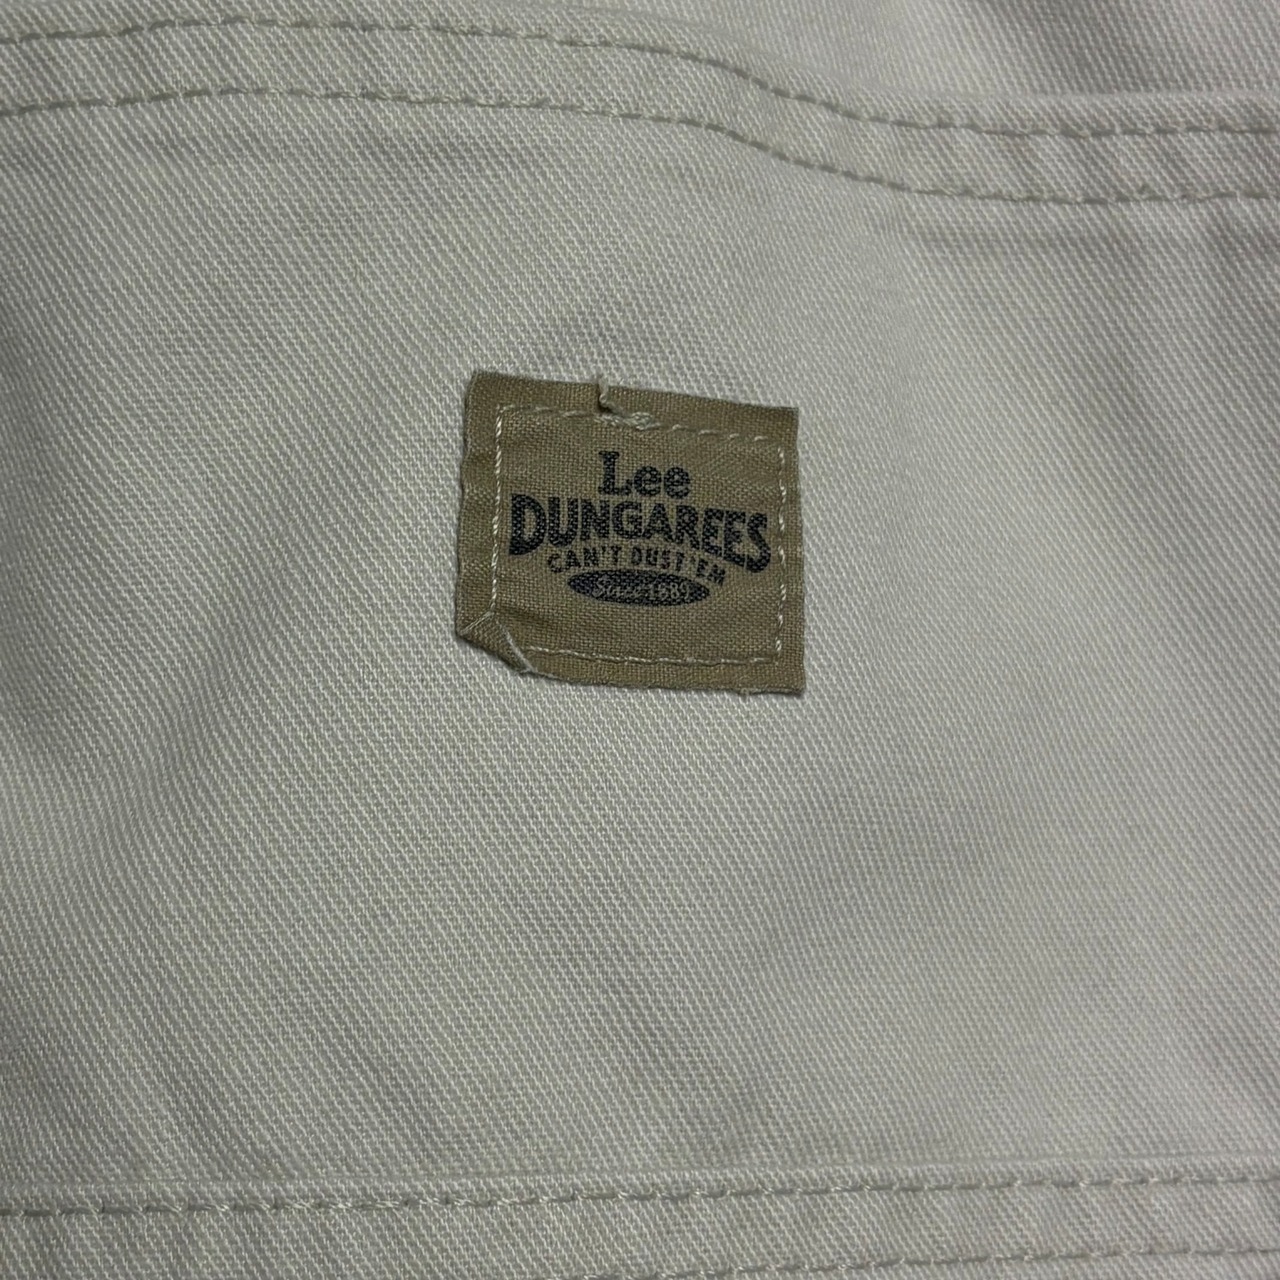 Lee
DUNGAREES
CAN'T BUST 'EM
Since 1889